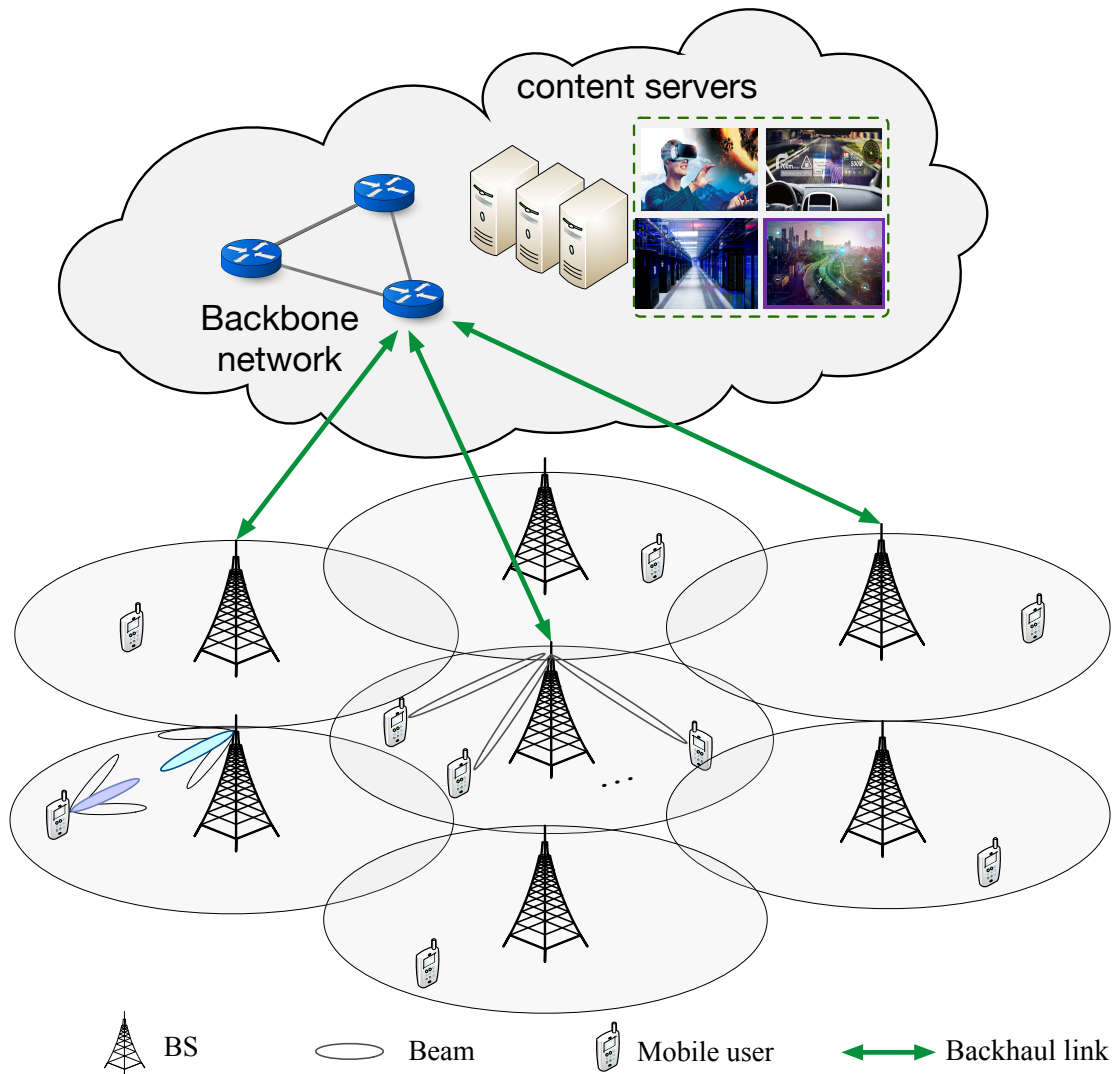 content servers
Backbone
network
...
BS
Beam
Mobile user
Backhaul link